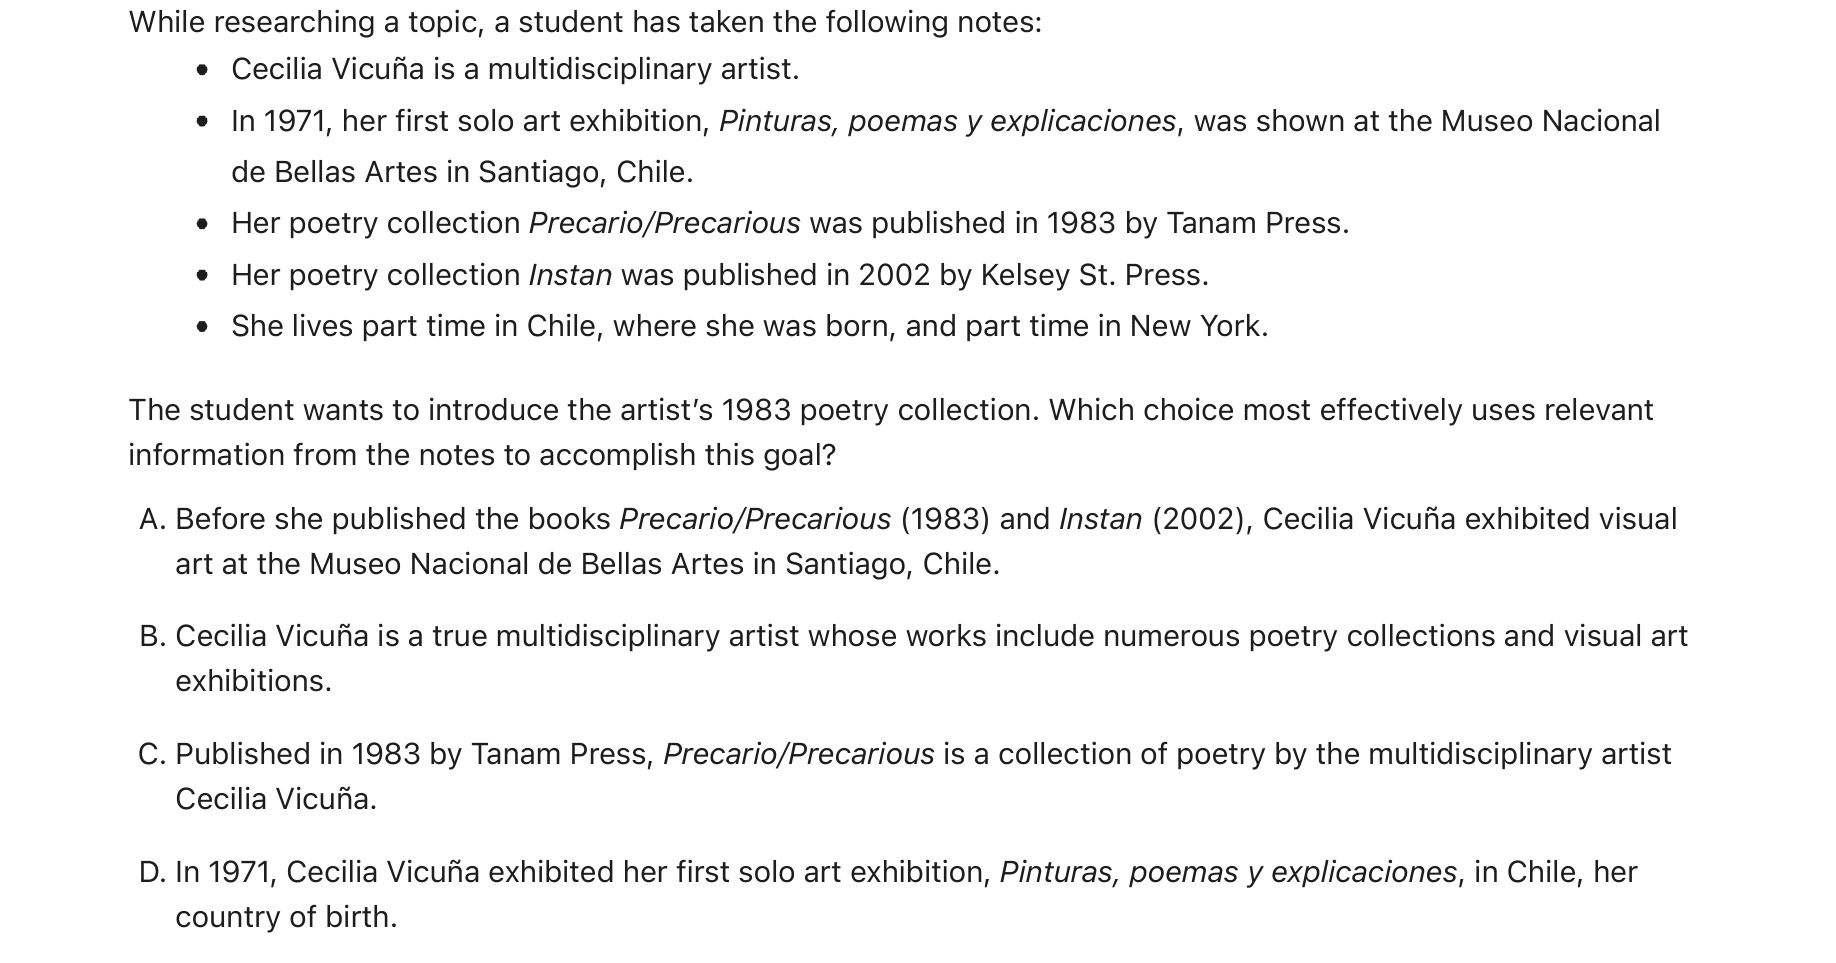 While researching a topic, a student has taken the following notes:
• Cecilia Vicuña is a multidisciplinary artist.
• In 1971, her first solo art exhibition, Pinturas, poemas y explicaciones, was shown at the Museo Nacional
de Bellas Artes in Santiago, Chile.
• Her poetry collection Precario/Precarious was published in 1983 by Tanam Press.
• Her poetry collection Instan was published in 2002 by Kelsey St. Press.
• She lives part time in Chile, where she was born, and part time in New York.
The student wants to introduce the artist’s 1983 poetry collection. Which choice most effectively uses relevant
information from the notes to accomplish this goal?
A. Before she published the books Precario/Precarious (1983) and Instan (2002), Cecilia Vicuña exhibited visual
art at the Museo Nacional de Bellas Artes in Santiago, Chile.
B. Cecilia Vicuña is a true multidisciplinary artist whose works include numerous poetry collections and visual art
exhibitions.
C. Published in 1983 by Tanam Press, Precario/Precarious is a collection of poetry by the multidisciplinary artist
Cecilia Vicuña.
D. In 1971, Cecilia Vicuña exhibited her first solo art exhibition, Pinturas, poemas y explicaciones, in Chile, her
country of birth.